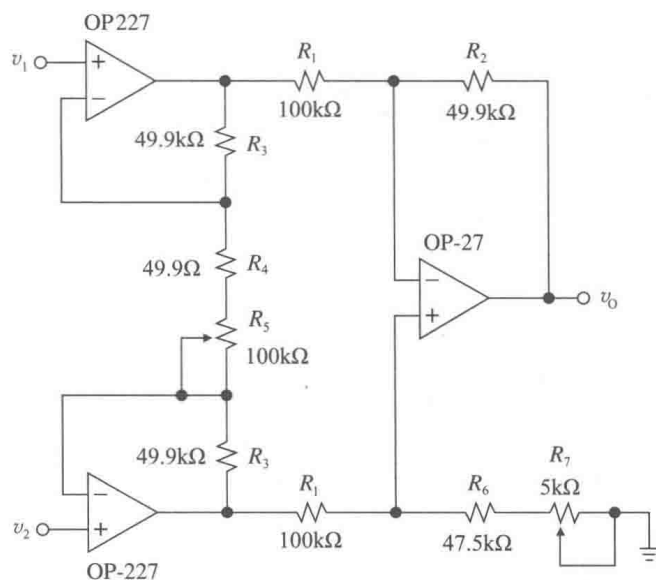 OP227
v₁
+
−
R₁
100kΩ
R₂
49.9kΩ
49.9kΩ R₃
OP-27
49.9Ω R₄
−
+
v_O
R₅
100kΩ
49.9kΩ R₃
−
+
v₂
OP-227
R₁
100kΩ
R₆
47.5kΩ
R₇
5kΩ